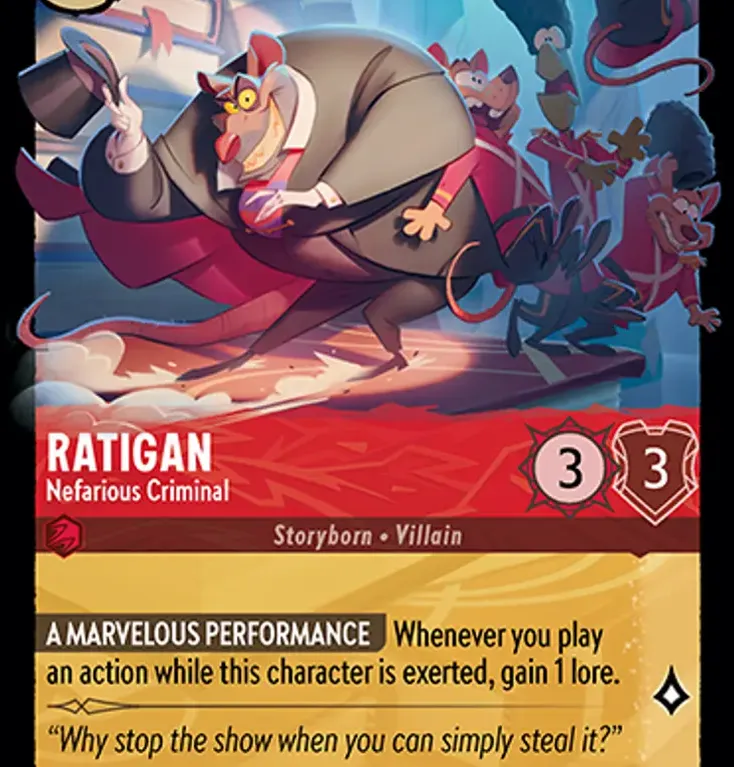 RATIGAN
Nefarious Criminal
3
3
Storyborn • Villain
A MARVELOUS PERFORMANCE Whenever you play
an action while this character is exerted, gain 1 lore.
“Why stop the show when you can simply steal it?”